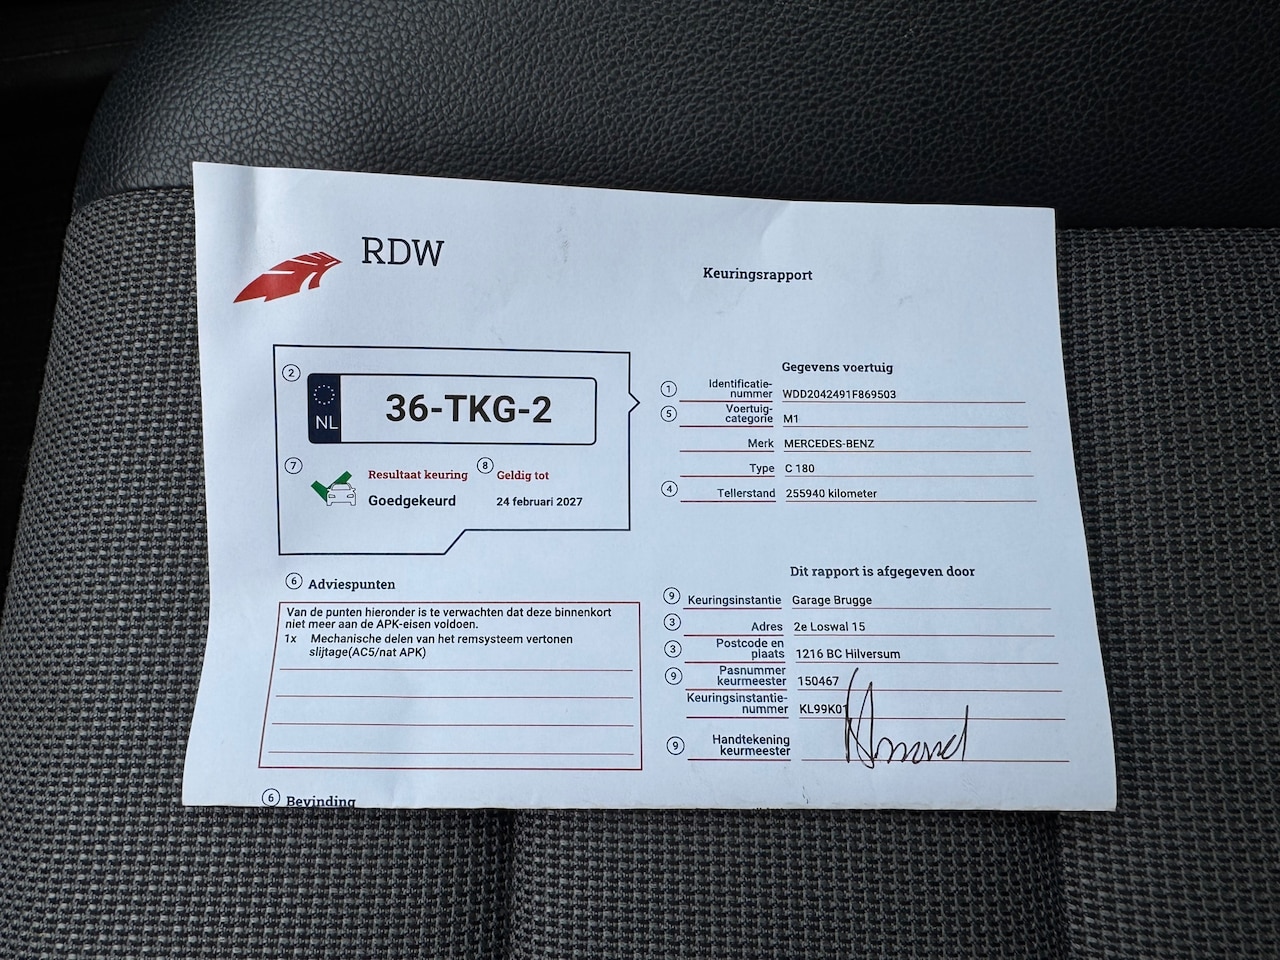 RDW
Keuringsrapport
2
NL
36-TKG-2
7
Resultaat keuring
Goedgekeurd
8
Geldig tot
24 februari 2027
Gegevens voertuig
1 Identificatie-
nummer WDD2042491F869503
5 Voertuig-
categorie M1
Merk MERCEDES-BENZ
Type C 180
4 Tellerstand 255940 kilometer
6 Adviespunten
Van de punten hieronder is te verwachten dat deze binnenkort
niet meer aan de APK-eisen voldoen.
1x Mechanische delen van het remsysteem vertonen
slijtage(AC5/nat APK)
6 Bevinding
Dit rapport is afgegeven door
9 Keuringsinstantie Garage Brugge
3 Adres 2e Loswal 15
3 Postcode en
plaats 1216 BC Hilversum
9 Pasnummer
keurmeester 150467
Keuringsinstantie-
nummer KL99K01
9 Handtekening
keurmeester